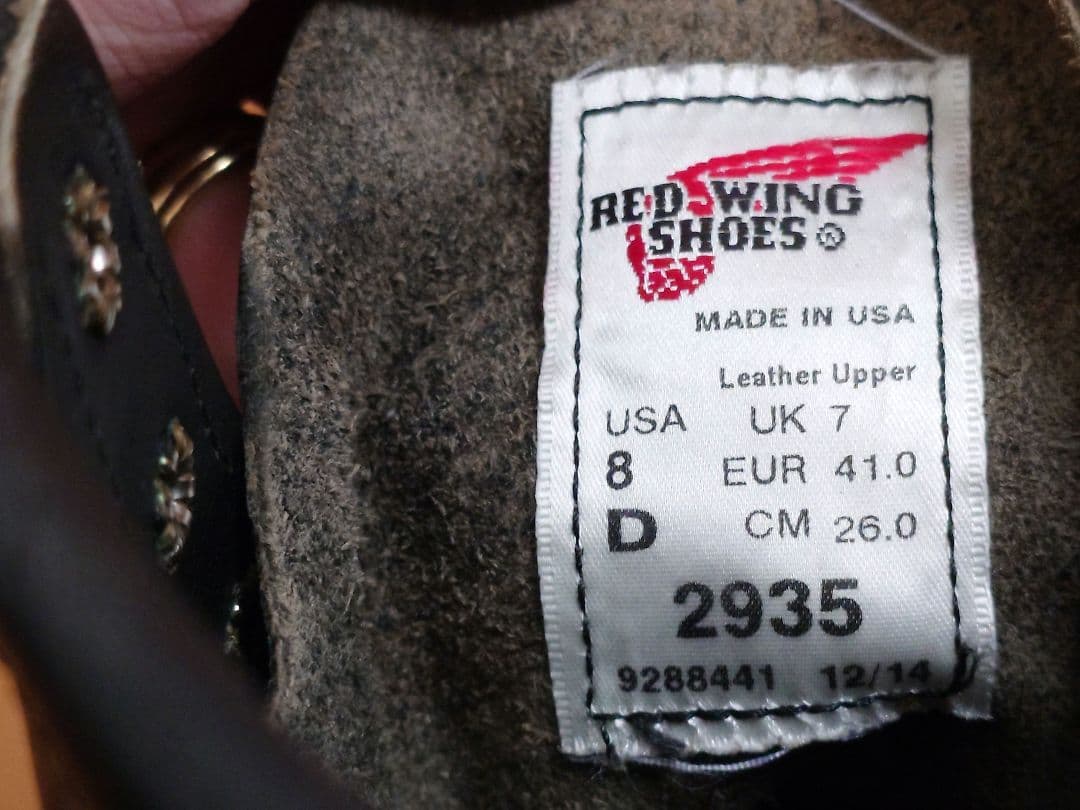 RED WING
SHOES ®
MADE IN USA
Leather Upper
USA UK 7
8 EUR 41.0
D CM 26.0
2935
9288441 12/14